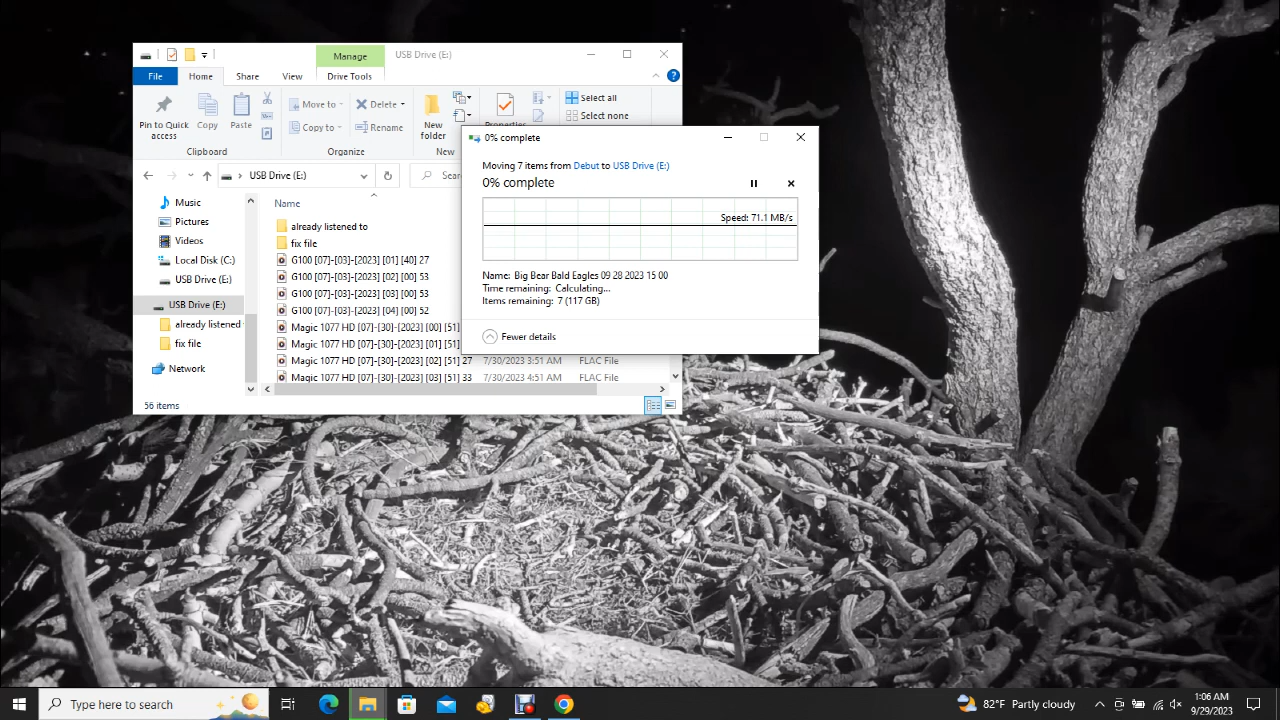 Manage
USB Drive (E:)
File
Home
Share
View
Drive Tools
Pin to Quick access
Copy
Paste
Move to
Copy to
Delete
Rename
New folder
Properties
Select all
Select none
Clipboard
Organize
New
USB Drive (E:)
Sear
Music
Pictures
Videos
Local Disk (C:)
USB Drive (E:)
USB Drive (E:)
already listened
fix file
Network
Name
already listened to
fix file
G100 [07]-[03]-[2023] [01] [40] 27
G100 [07]-[03]-[2023] [02] [00] 53
G100 [07]-[03]-[2023] [03] [00] 53
G100 [07]-[03]-[2023] [04] [00] 52
Magic 1077 HD [07]-[30]-[2023] [00] [51]
Magic 1077 HD [07]-[30]-[2023] [01] [51]
Magic 1077 HD [07]-[30]-[2023] [02] [51] 27 7/30/2023 3:51 AM FLAC File
Magic 1077 HD [07]-[30]-[2023] [03] [51] 33 7/30/2023 4:51 AM FLAC File
56 items
0% complete
Moving 7 items from Debut to USB Drive (E:)
0% complete
Speed: 71.1 MB/s
Name: Big Bear Bald Eagles 09 28 2023 15 00
Time remaining: Calculating...
Items remaining: 7 (117 GB)
Fewer details
Type here to search
82°F Partly cloudy
1:06 AM
9/29/2023